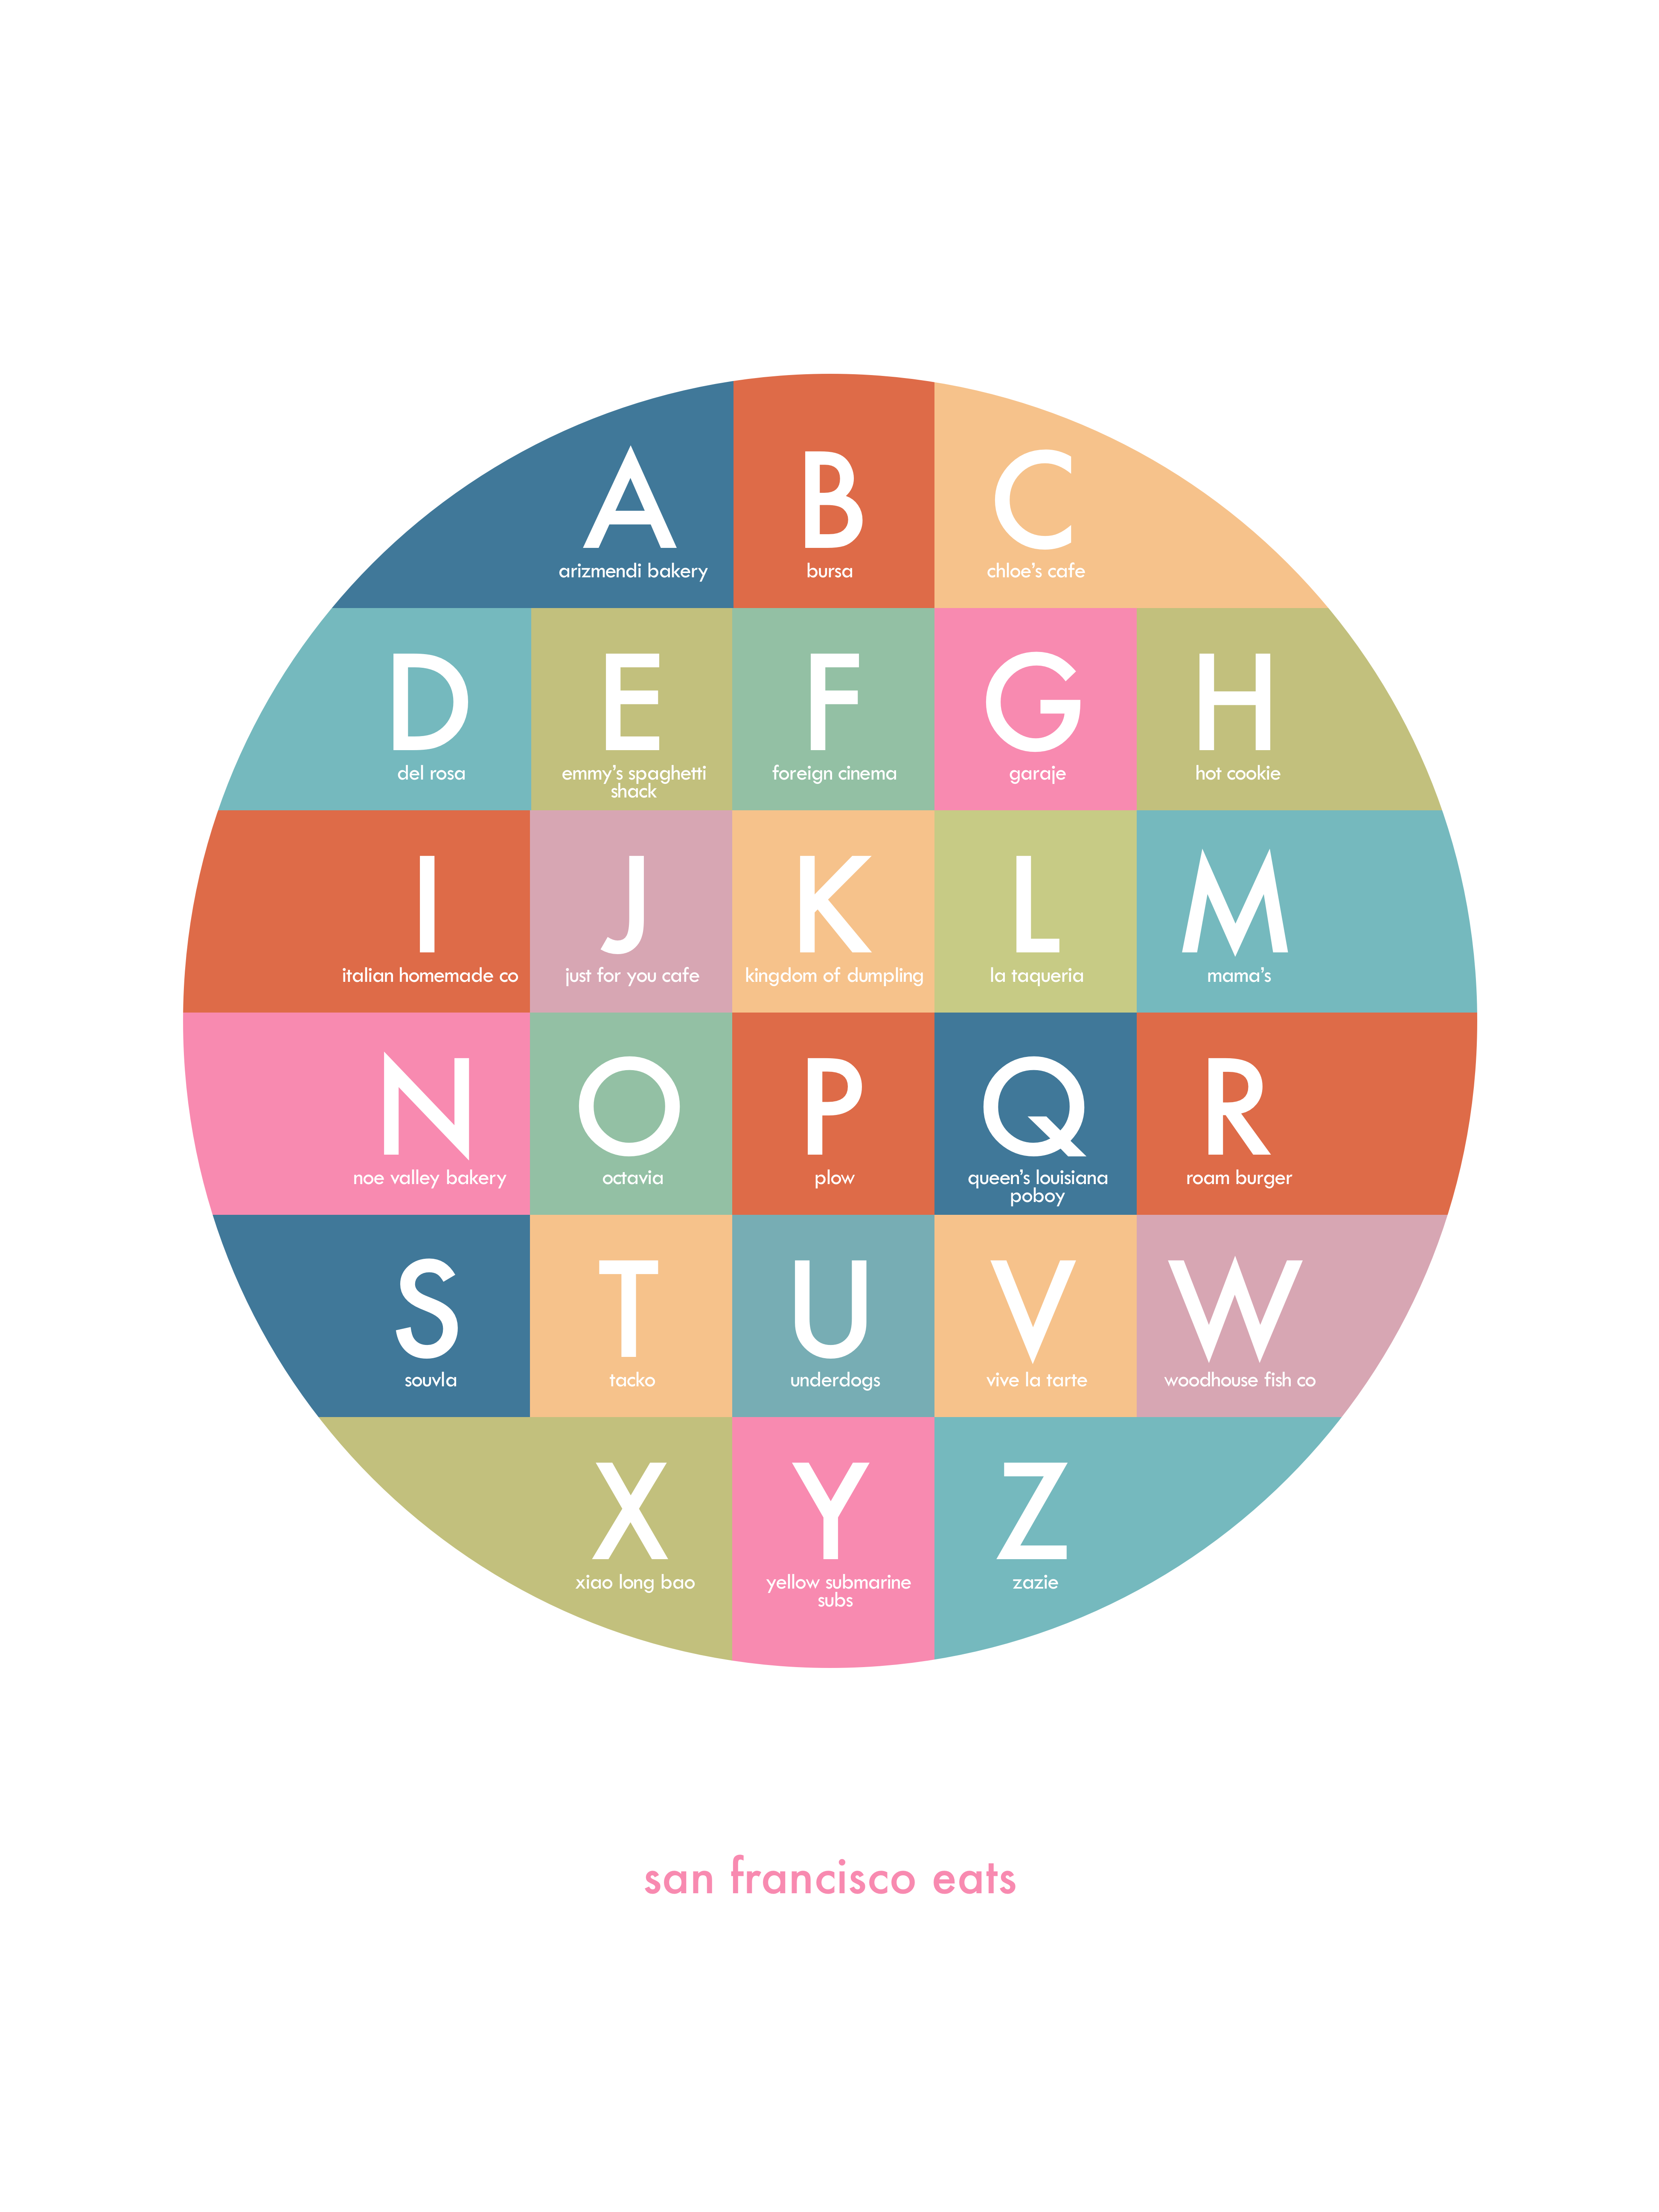 A
arizmendi bakery
B
bursa
C
chloe's cafe
D
del rosa
E
emmy's spaghetti
shack
F
foreign cinema
G
garaje
H
hot cookie
I
italian homemade co
J
just for you cafe
K
kingdom of dumpling
L
la taqueria
M
mama's
N
noe valley bakery
O
octavia
P
plow
Q
queen's louisiana
poboy
R
roam burger
S
souvla
T
tacko
U
underdogs
V
vive la tarte
W
woodhouse fish co
X
xiao long bao
Y
yellow submarine
subs
Z
zazie
san francisco eats